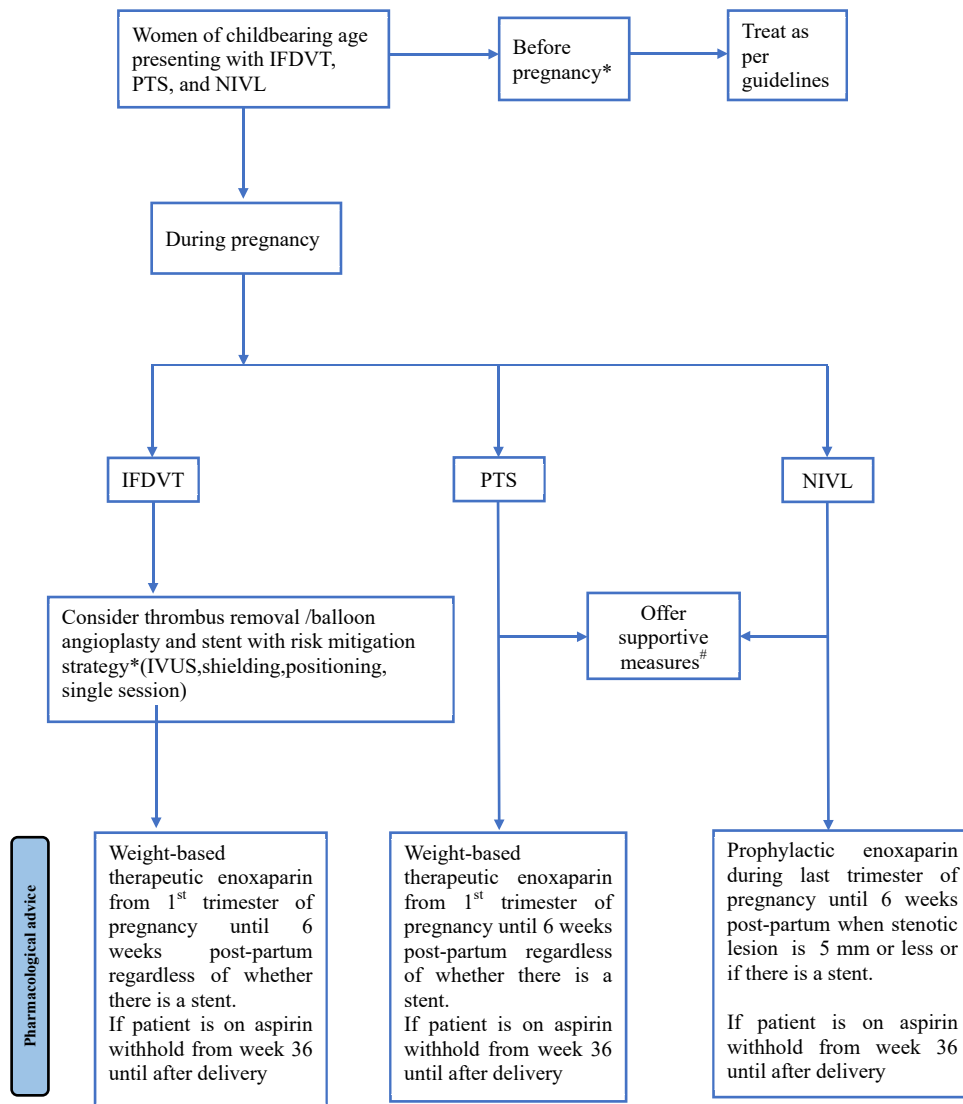 Women of childbearing age
presenting with IFDVT,
PTS, and NIVL
Before
pregnancy*
Treat as
per
guidelines
During pregnancy
IFDVT
PTS
NIVL
Consider thrombus removal /balloon
angioplasty and stent with risk mitigation
strategy*(IVUS,shielding,positioning,
single session)
Offer
supportive
measures#
Pharmacological advice
Weight-based
therapeutic enoxaparin
from 1st trimester of
pregnancy until 6
weeks post-partum
regardless of whether
there is a stent.
If patient is on aspirin
withhold from week 36
until after delivery
Weight-based
therapeutic enoxaparin
from 1st trimester of
pregnancy until 6 weeks
post-partum regardless
of whether there is a
stent.
If patient is on aspirin
withhold from week 36
until after delivery
Prophylactic enoxaparin
during last trimester of
pregnancy until 6 weeks
post-partum when stenotic
lesion is 5 mm or less or
if there is a stent.
If patient is on aspirin
withhold from week 36
until after delivery